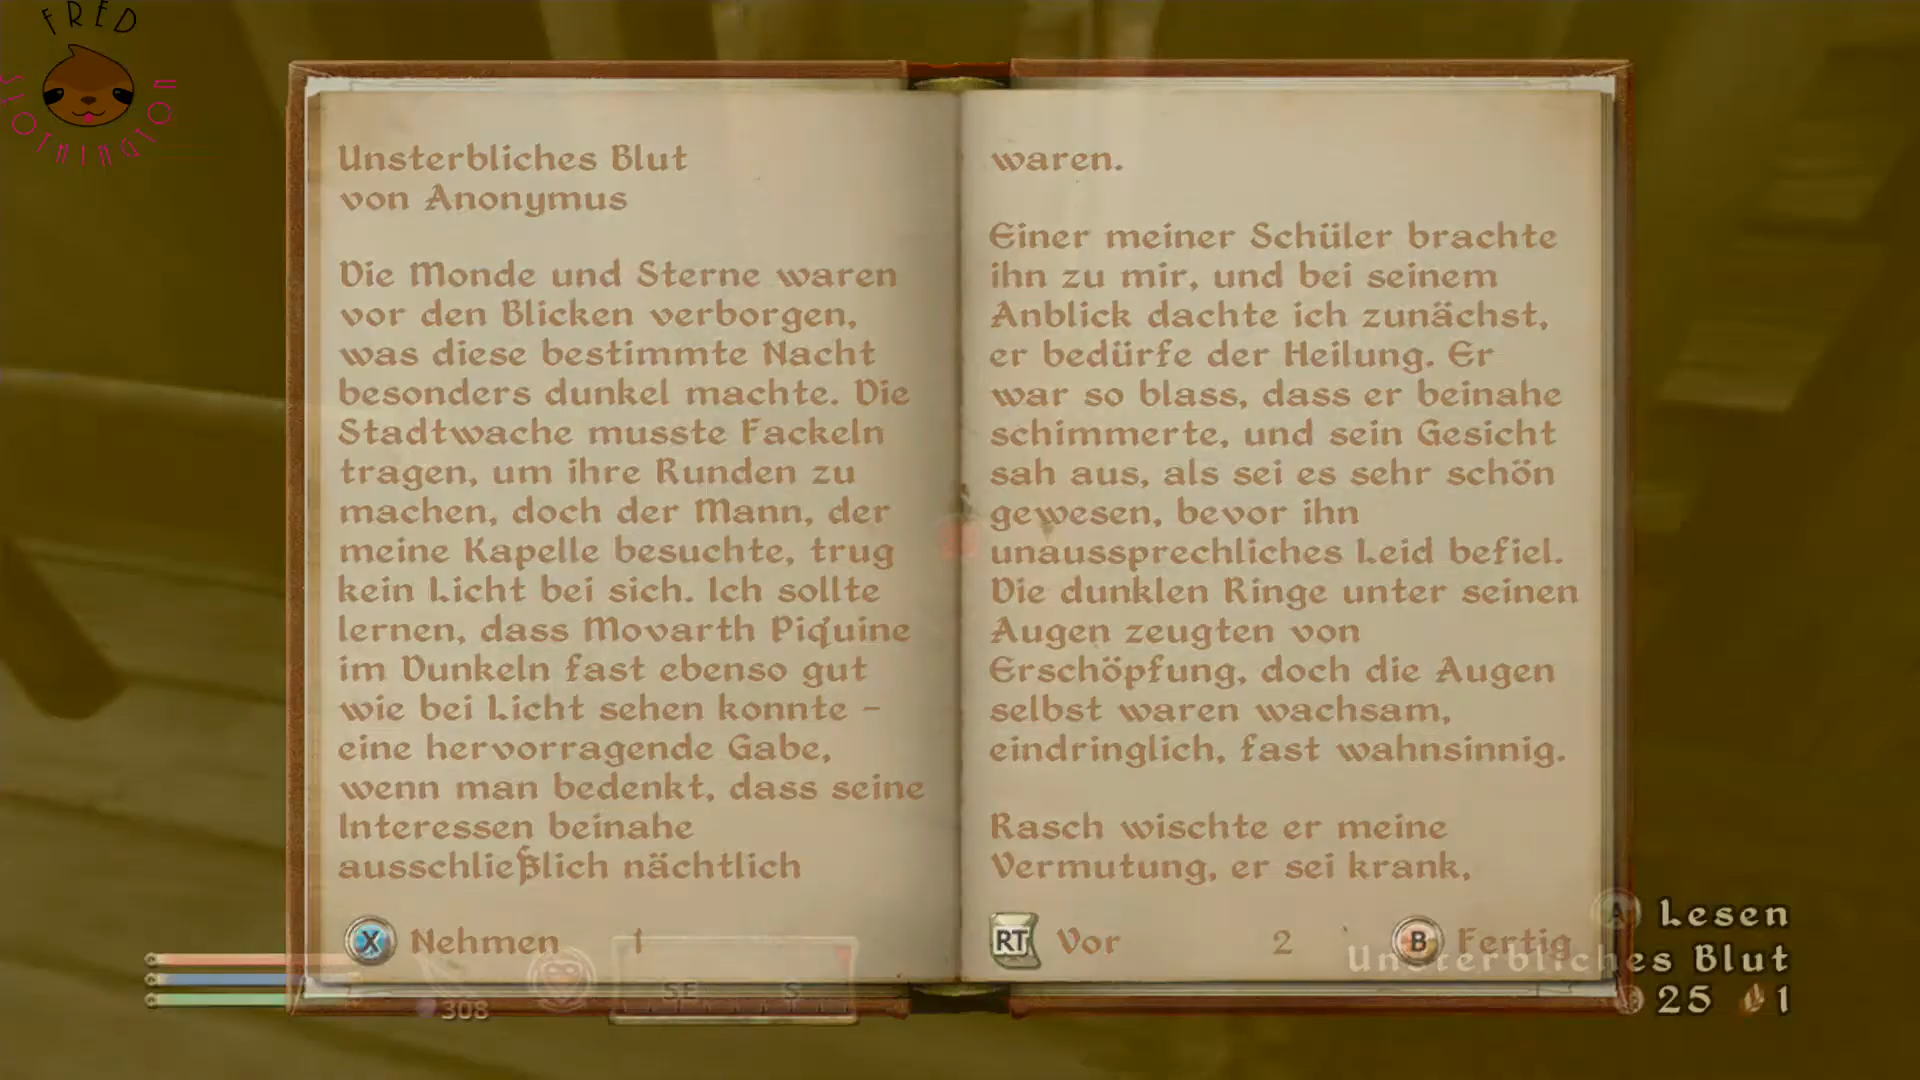 FRED
SLOTHINGTON
Unsterbliches Blut
von Anonymus
Die Monde und Sterne waren
vor den Blicken verborgen,
was diese bestimmte Nacht
besonders dunkel machte. Die
Stadtwache musste Fackeln
tragen, um ihre Runden zu
machen, doch der Mann, der
meine Kapelle besuchte, trug
kein Licht bei sich. Ich sollte
lernen, dass Movarth Piquine
im Dunkeln fast ebenso gut
wie bei Licht sehen konnte –
eine hervorragende Gabe,
wenn man bedenkt, dass seine
Interessen beinahe
ausschließlich nächtlich
waren.
Einer meiner Schüler brachte
ihn zu mir, und bei seinem
Anblick dachte ich zunächst,
er bedürfe der Heilung. Er
war so blass, dass er beinahe
schimmerte, und sein Gesicht
sah aus, als sei es sehr schön
gewesen, bevor ihn
unaussprechliches Leid befiel.
Die dunklen Ringe unter seinen
Augen zeugten von
Erschöpfung, doch die Augen
selbst waren wachsam,
eindringlich, fast wahnsinnig.
Rasch wischte er meine
Vermutung, er sei krank,
X Nehmen 1
RT Vor 2 B Fertig
A Lesen
Unsterbliches Blut
25 1
308
SE S